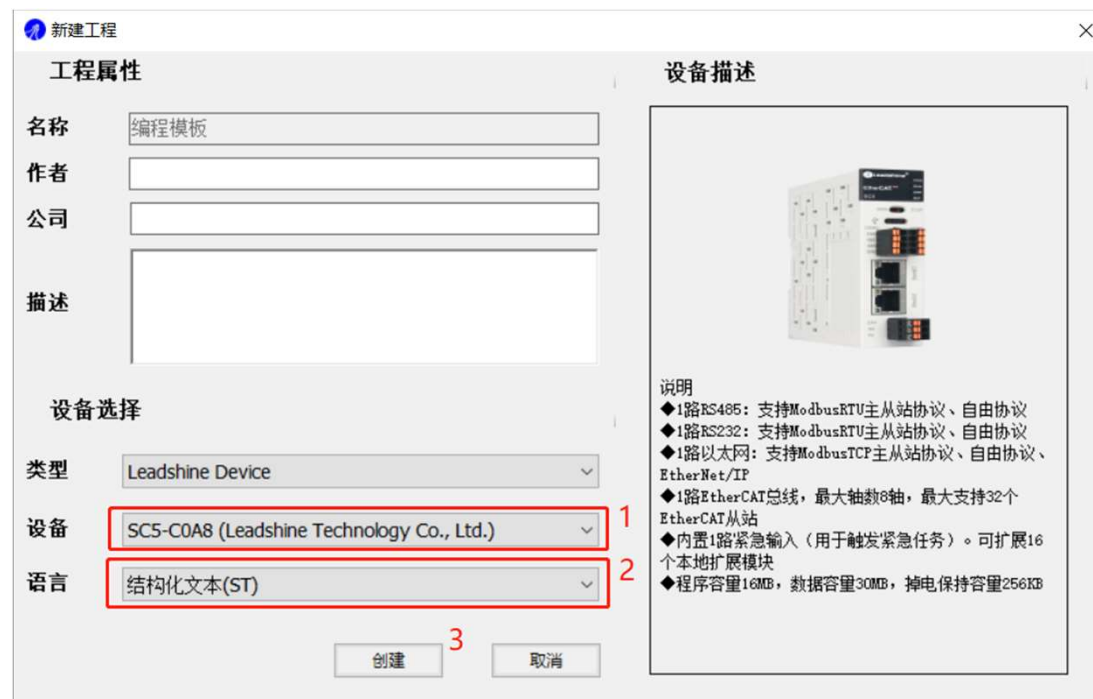 新建工程
工程属性
名称
编程模板
作者
公司
描述
设备选择
类型
Leadshine Device
设备
SC5-C0A8 (Leadshine Technology Co., Ltd.)
1
语言
结构化文本(ST)
2
创建
3
取消
设备描述
说明
◆1路RS485: 支持ModbusRTU主从站协议、自由协议
◆1路RS232: 支持ModbusRTU主从站协议、自由协议
◆1路以太网: 支持ModbusTCP主从站协议、自由协议、
EtherNet/IP
◆1路EtherCAT总线，最大轴数8轴，最大支持32个
EtherCAT从站
◆内置1路紧急输入（用于触发紧急任务）。可扩展16
个本地扩展模块
◆程序容量16MB，数据容量30MB，掉电保持容量256KB